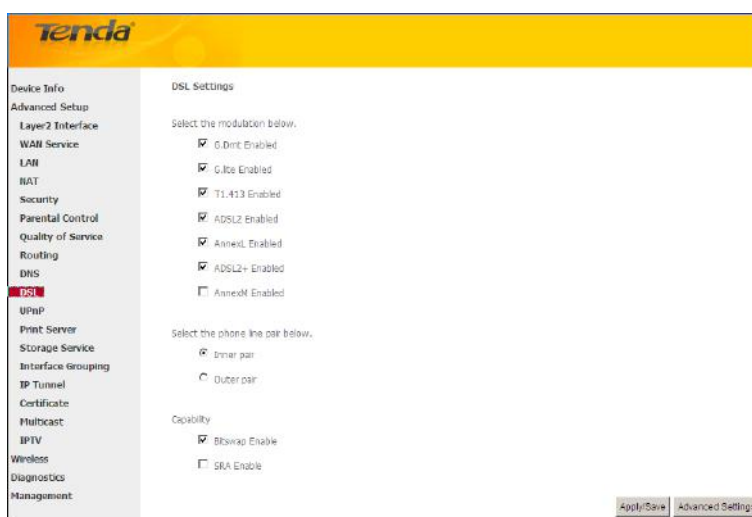 Tenda
Device Info
Advanced Setup
Layer2 Interface
WAN Service
LAN
NAT
Security
Parental Control
Quality of Service
Routing
DNS
DSL
UPnP
Print Server
Storage Service
Interface Grouping
IP Tunnel
Certificate
Multicast
IPTV
Wireless
Diagnostics
Management
DSL Settings
Select the modulation below.
G.Dmt Enabled
G.lite Enabled
T1.413 Enabled
ADSL2 Enabled
AnnexL Enabled
ADSL2+ Enabled
AnnexM Enabled
Select the phone line pair below.
Inner pair
Outer pair
Capability
Bitswap Enable
SRA Enable
Apply/Save
Advanced Setting